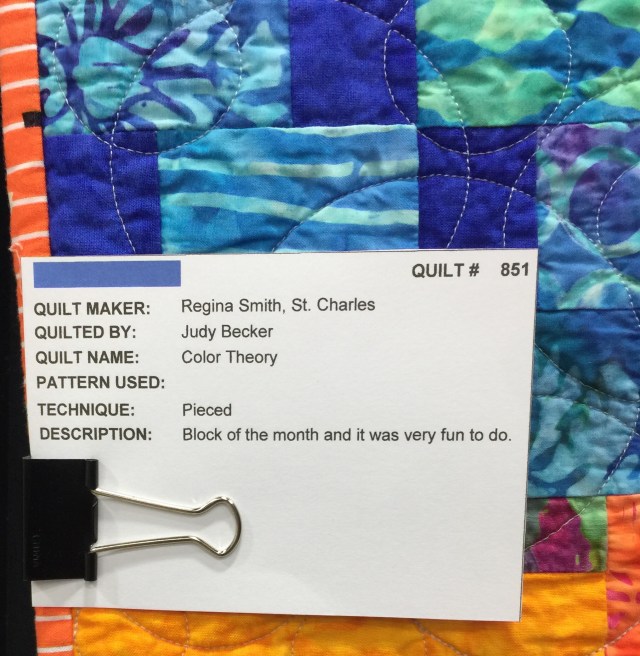 QUILT # 851
QUILT MAKER: Regina Smith, St. Charles
QUILTED BY: Judy Becker
QUILT NAME: Color Theory
PATTERN USED:
TECHNIQUE: Pieced
DESCRIPTION: Block of the month and it was very fun to do.